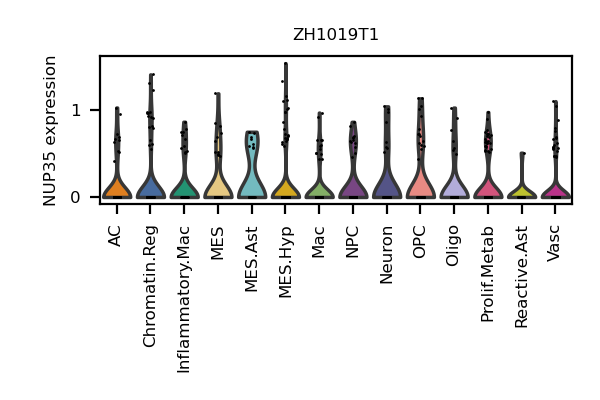 ZH1019T1
NUP35 expression
1
0
AC
Chromatin.Reg
Inflammatory.Mac
MES
MES.Ast
MES.Hyp
Mac
NPC
Neuron
OPC
Oligo
Prolif.Metab
Reactive.Ast
Vasc